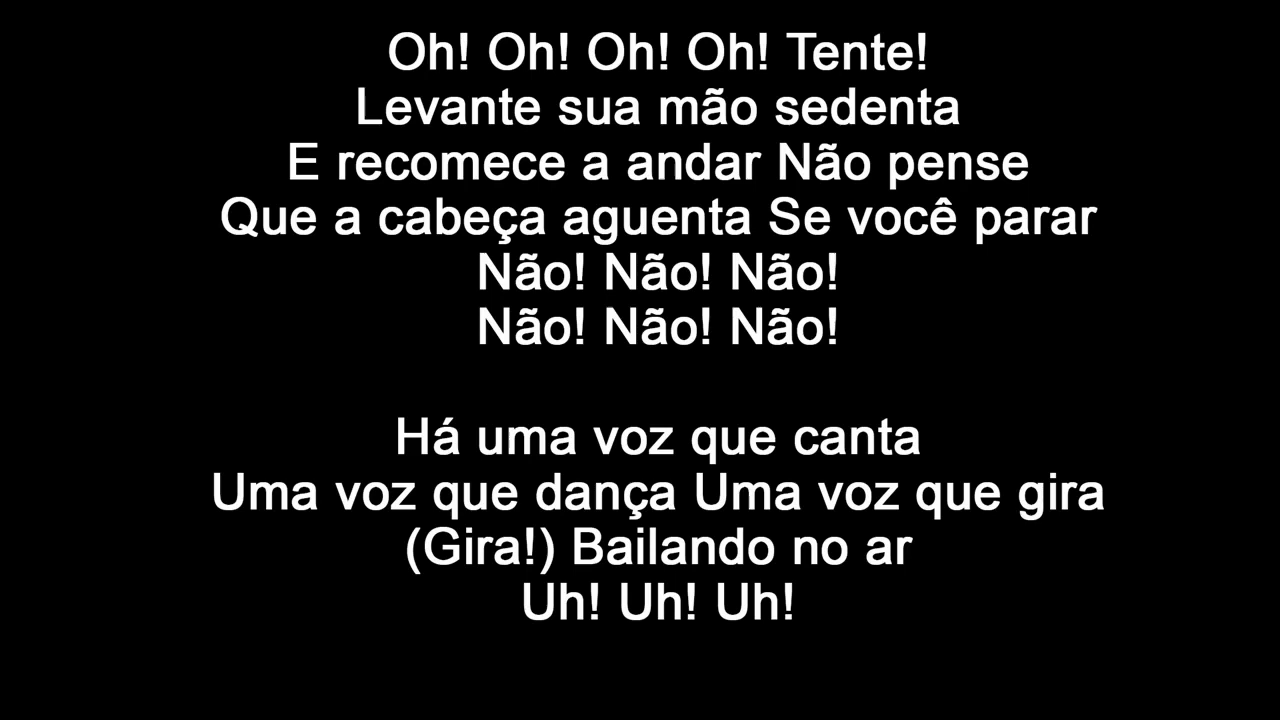 Oh! Oh! Oh! Oh! Tente!
Levante sua mão sedenta
E recomece a andar Não pense
Que a cabeça aguenta Se você parar
Não! Não! Não!
Não! Não! Não!
Há uma voz que canta
Uma voz que dança Uma voz que gira
(Gira!) Bailando no ar
Uh! Uh! Uh!